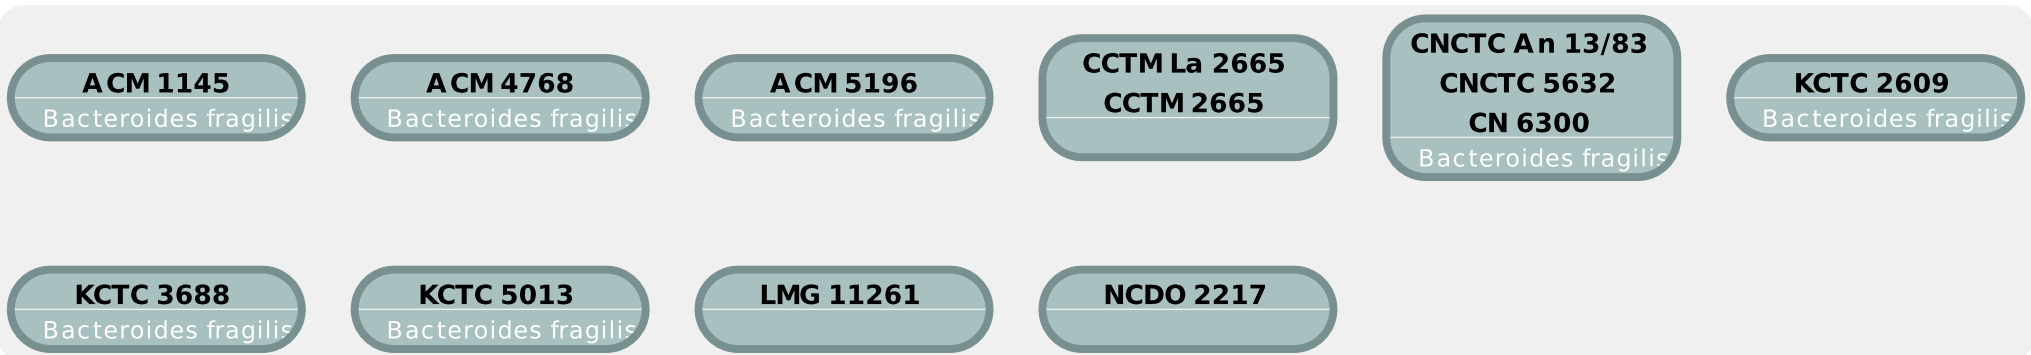 ACM 1145
Bacteroides fragilis
ACM 4768
Bacteroides fragilis
ACM 5196
Bacteroides fragilis
CCTM La 2665
CCTM 2665
CNCTC An 13/83
CNCTC 5632
CN 6300
Bacteroides fragilis
KCTC 2609
Bacteroides fragilis
KCTC 3688
Bacteroides fragilis
KCTC 5013
Bacteroides fragilis
LMG 11261
NCDO 2217